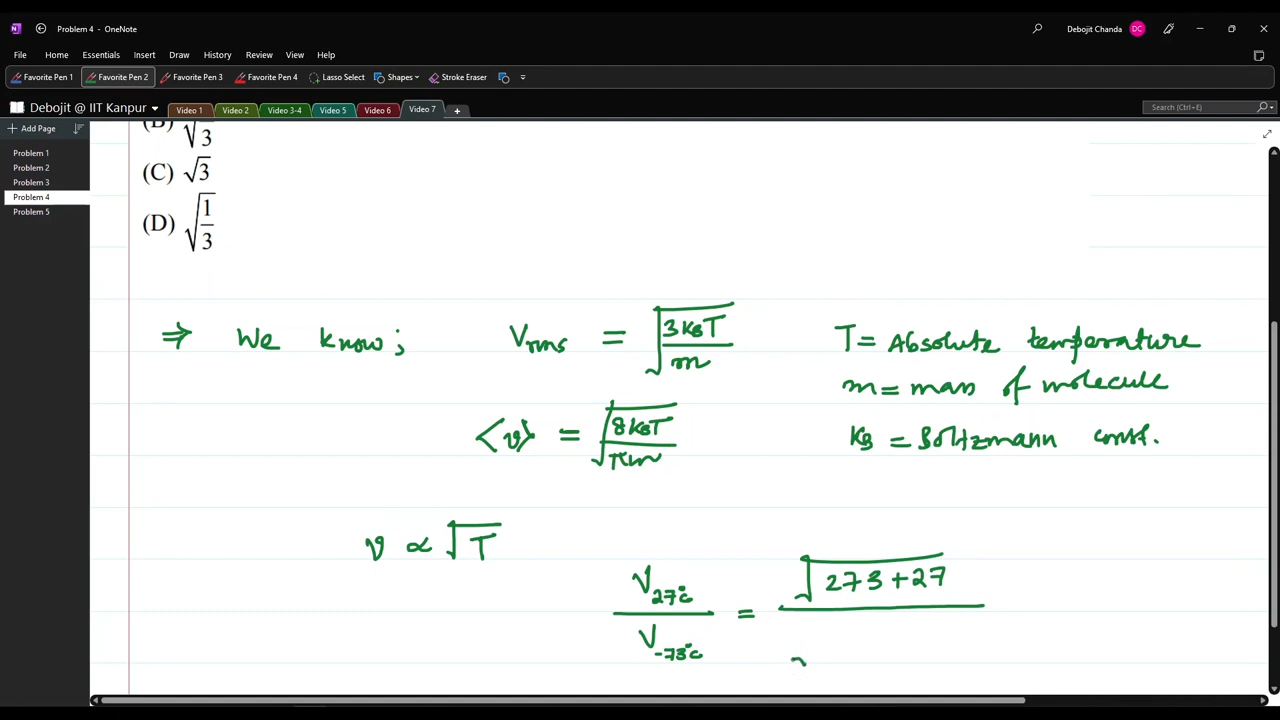 Problem 4 - OneNote
Debojit Chanda DC
File Home Essentials Insert Draw History Review View Help
Favorite Pen 1 Favorite Pen 2 Favorite Pen 3 Favorite Pen 4 Lasso Select Shapes Stroke Eraser
Debojit @ IIT Kanpur Video 1 Video 2 Video 3-4 Video 5 Video 6 Video 7 + Search (Ctrl+E)
+ Add Page
Problem 1
Problem 2
Problem 3
Problem 4
Problem 5
(B) √ 3
(C) √3
(D) √(1/3)
⇒ We know; Vrms = √(3kBT/m) T = Absolute temperature
m = mass of molecule
<v> = √(8kBT/πm) kB = Boltzmann const.
v ∝ √T
V27°c / V-73°c = √273+27